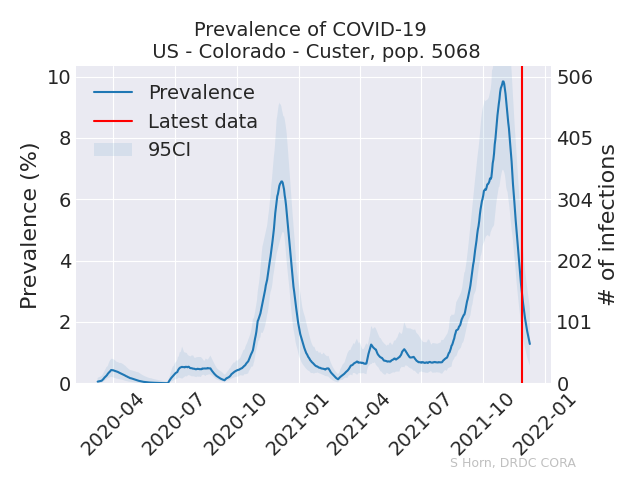 Prevalence of COVID-19
US - Colorado - Custer, pop. 5068
Prevalence
Latest data
95CI
Prevalence (%)
10
8
6
4
2
0
506
405
304
202
101
0
# of infections
2020-04
2020-07
2020-10
2021-01
2021-04
2021-07
2021-10
2022-01
S Horn, DRDC CORA